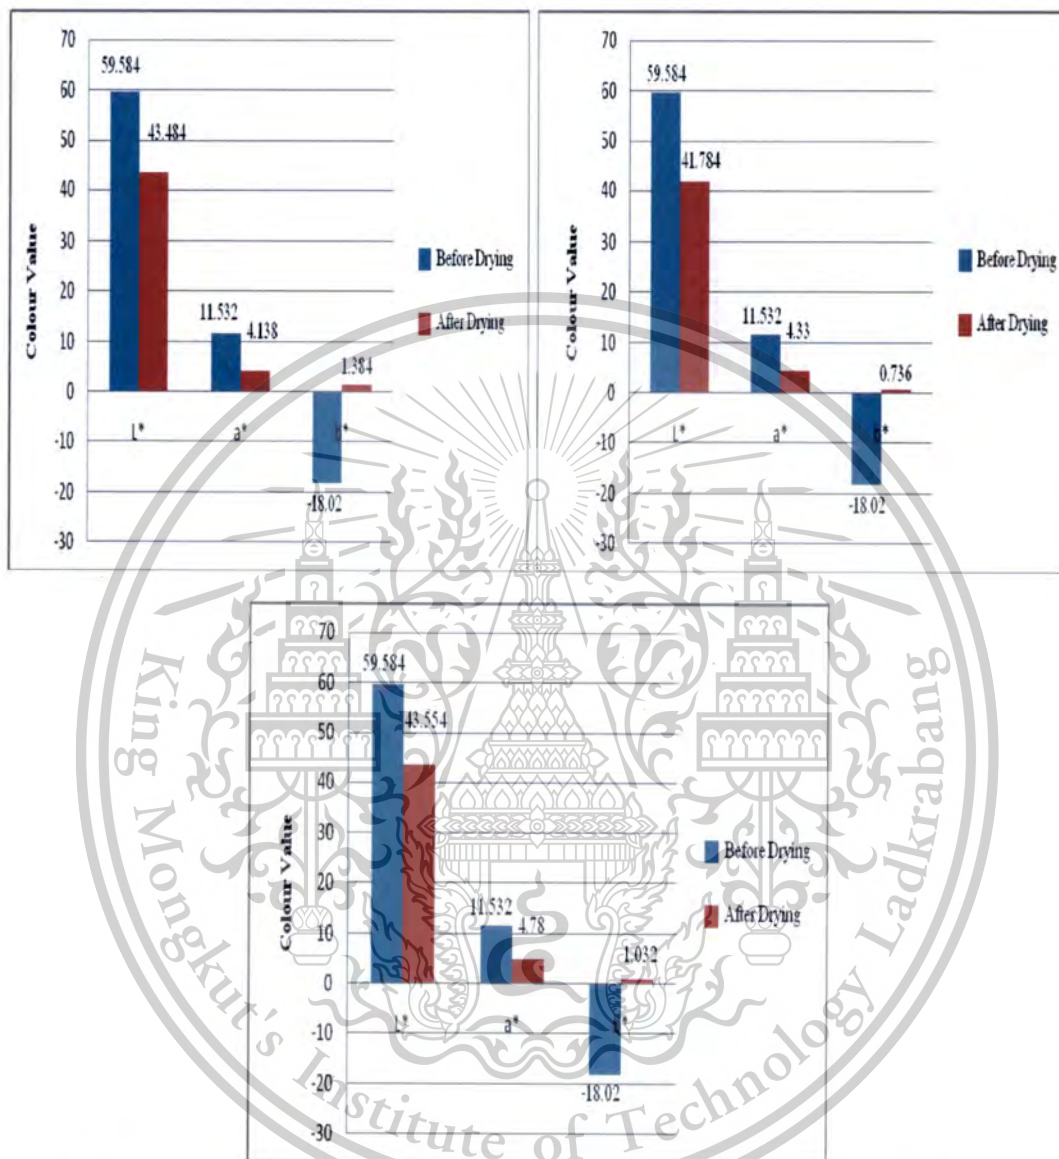 70
59.584
60
50
43.484
40
30
20
11.532
10
4.138
1.384
0
L*
a*
b*
-10
-20
-18.02
-30
Colour Value
Before Drying
After Drying
70
59.584
60
50
41.784
40
30
20
11.532
10
4.33
0.736
0
L*
a*
b*
-10
-20
-18.02
-30
Colour Value
Before Drying
After Drying
70
59.584
60
43.554
50
40
30
20
11.532
10
4.78
1.032
0
L*
a*
-10
-20
-18.02
-30
Colour Value
Before Drying
After Drying
King Mongkut's Institute of Technology Ladkrabang